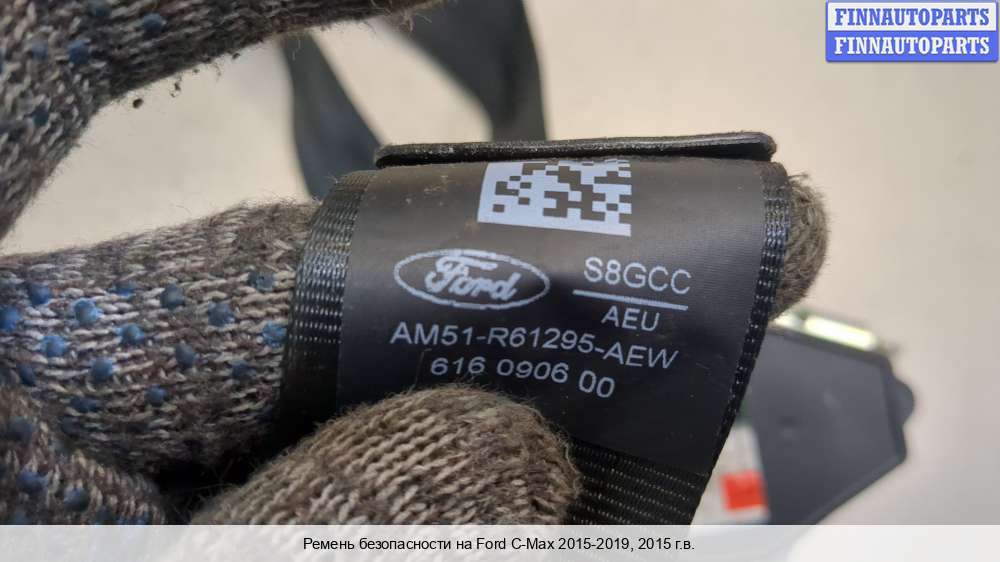 FINNAUTOPARTS
FINNAUTOPARTS
Ford
S8GCC
AEU
AM51-R61295-AEW
616 0906 00
Ремень безопасности на Ford C-Max 2015-2019, 2015 г.в.